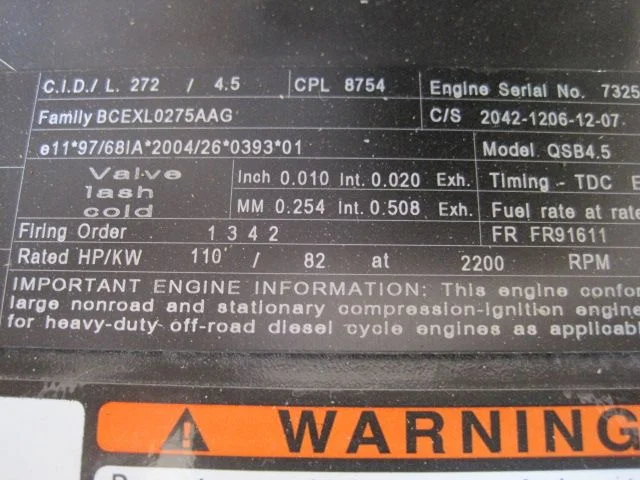 C.I.D./ L. 272 / 4.5 CPL 8754 Engine Serial No. 7325
Family BCEXL0275AAG C/S 2042-1206-12-07
e11*97/68IA*2004/26*0393*01 Model QSB4.5
Valve lash cold Inch 0.010 Int. 0.020 Exh. Timing - TDC E
MM 0.254 Int. 0.508 Exh. Fuel rate at rate
Firing Order 1 3 4 2 FR FR91611
Rated HP/KW 110 / 82 at 2200 RPM
IMPORTANT ENGINE INFORMATION: This engine confor
large nonroad and stationary compression-ignition engine
for heavy-duty off-road diesel cycle engines as applicabl
WARNING